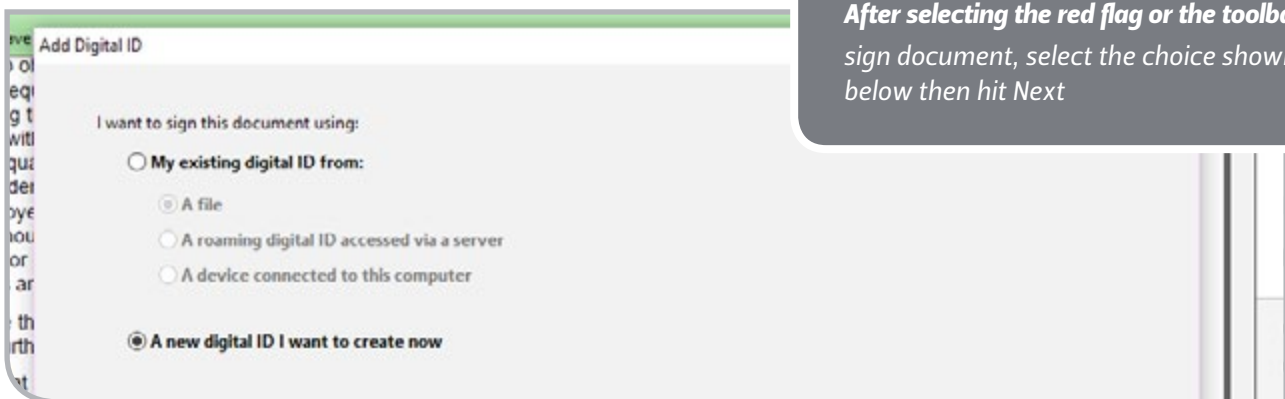 After selecting the red flag or the
sign document, select the choice
below then hit Next
Add Digital ID
I want to sign this document using:
My existing digital ID from:
A file
A roaming digital ID accessed via a server
A device connected to this computer
A new digital ID I want to create now